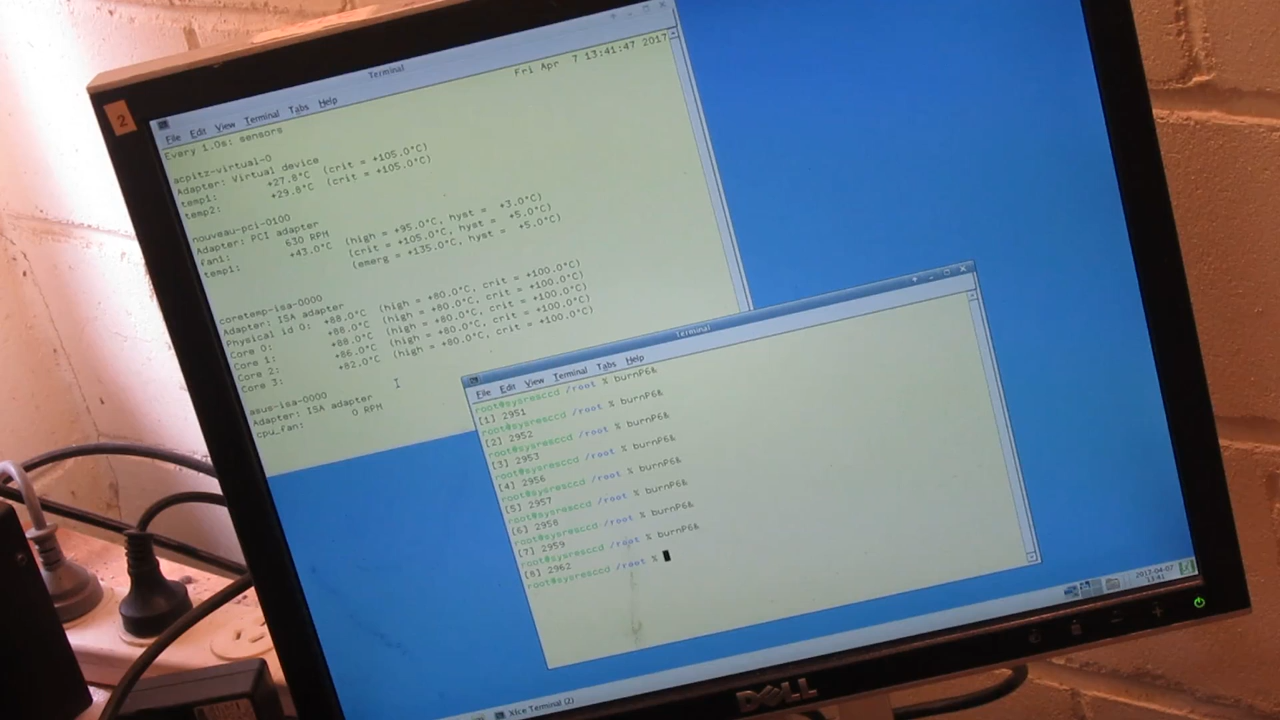 2
Terminal
File Edit View Terminal Tabs Help
Every 1.0s: sensors
Fri Apr 7 13:41:47 2017
acpitz-virtual-0
Adapter: Virtual device
temp1: +27.8°C (crit = +105.0°C)
temp2: +29.8°C (crit = +105.0°C)
nouveau-pci-0100
Adapter: PCI adapter
fan1: 630 RPM
temp1: +43.0°C (high = +95.0°C, hyst = +3.0°C)
(crit = +105.0°C, hyst = +5.0°C)
(emerg = +135.0°C, hyst = +5.0°C)
coretemp-isa-0000
Adapter: ISA adapter
Physical id 0: +88.0°C (high = +80.0°C, crit = +100.0°C)
Core 0: +88.0°C (high = +80.0°C, crit = +100.0°C)
Core 1: +88.0°C (high = +80.0°C, crit = +100.0°C)
Core 2: +86.0°C (high = +80.0°C, crit = +100.0°C)
Core 3: +82.0°C (high = +80.0°C, crit = +100.0°C)
asus-isa-0000
Adapter: ISA adapter
cpu_fan: 0 RPM
Terminal
File Edit View Terminal Tabs Help
root@sysresccd /root % burnP6&
[1] 2951
root@sysresccd /root % burnP6&
[2] 2952
root@sysresccd /root % burnP6&
[3] 2953
root@sysresccd /root % burnP6&
[4] 2956
root@sysresccd /root % burnP6&
[5] 2957
root@sysresccd /root % burnP6&
[6] 2958
root@sysresccd /root % burnP6&
[7] 2959
root@sysresccd /root % burnP6&
[8] 2962
root@sysresccd /root %
Xfce Terminal (2)
2017-04-07
13:41
DELL